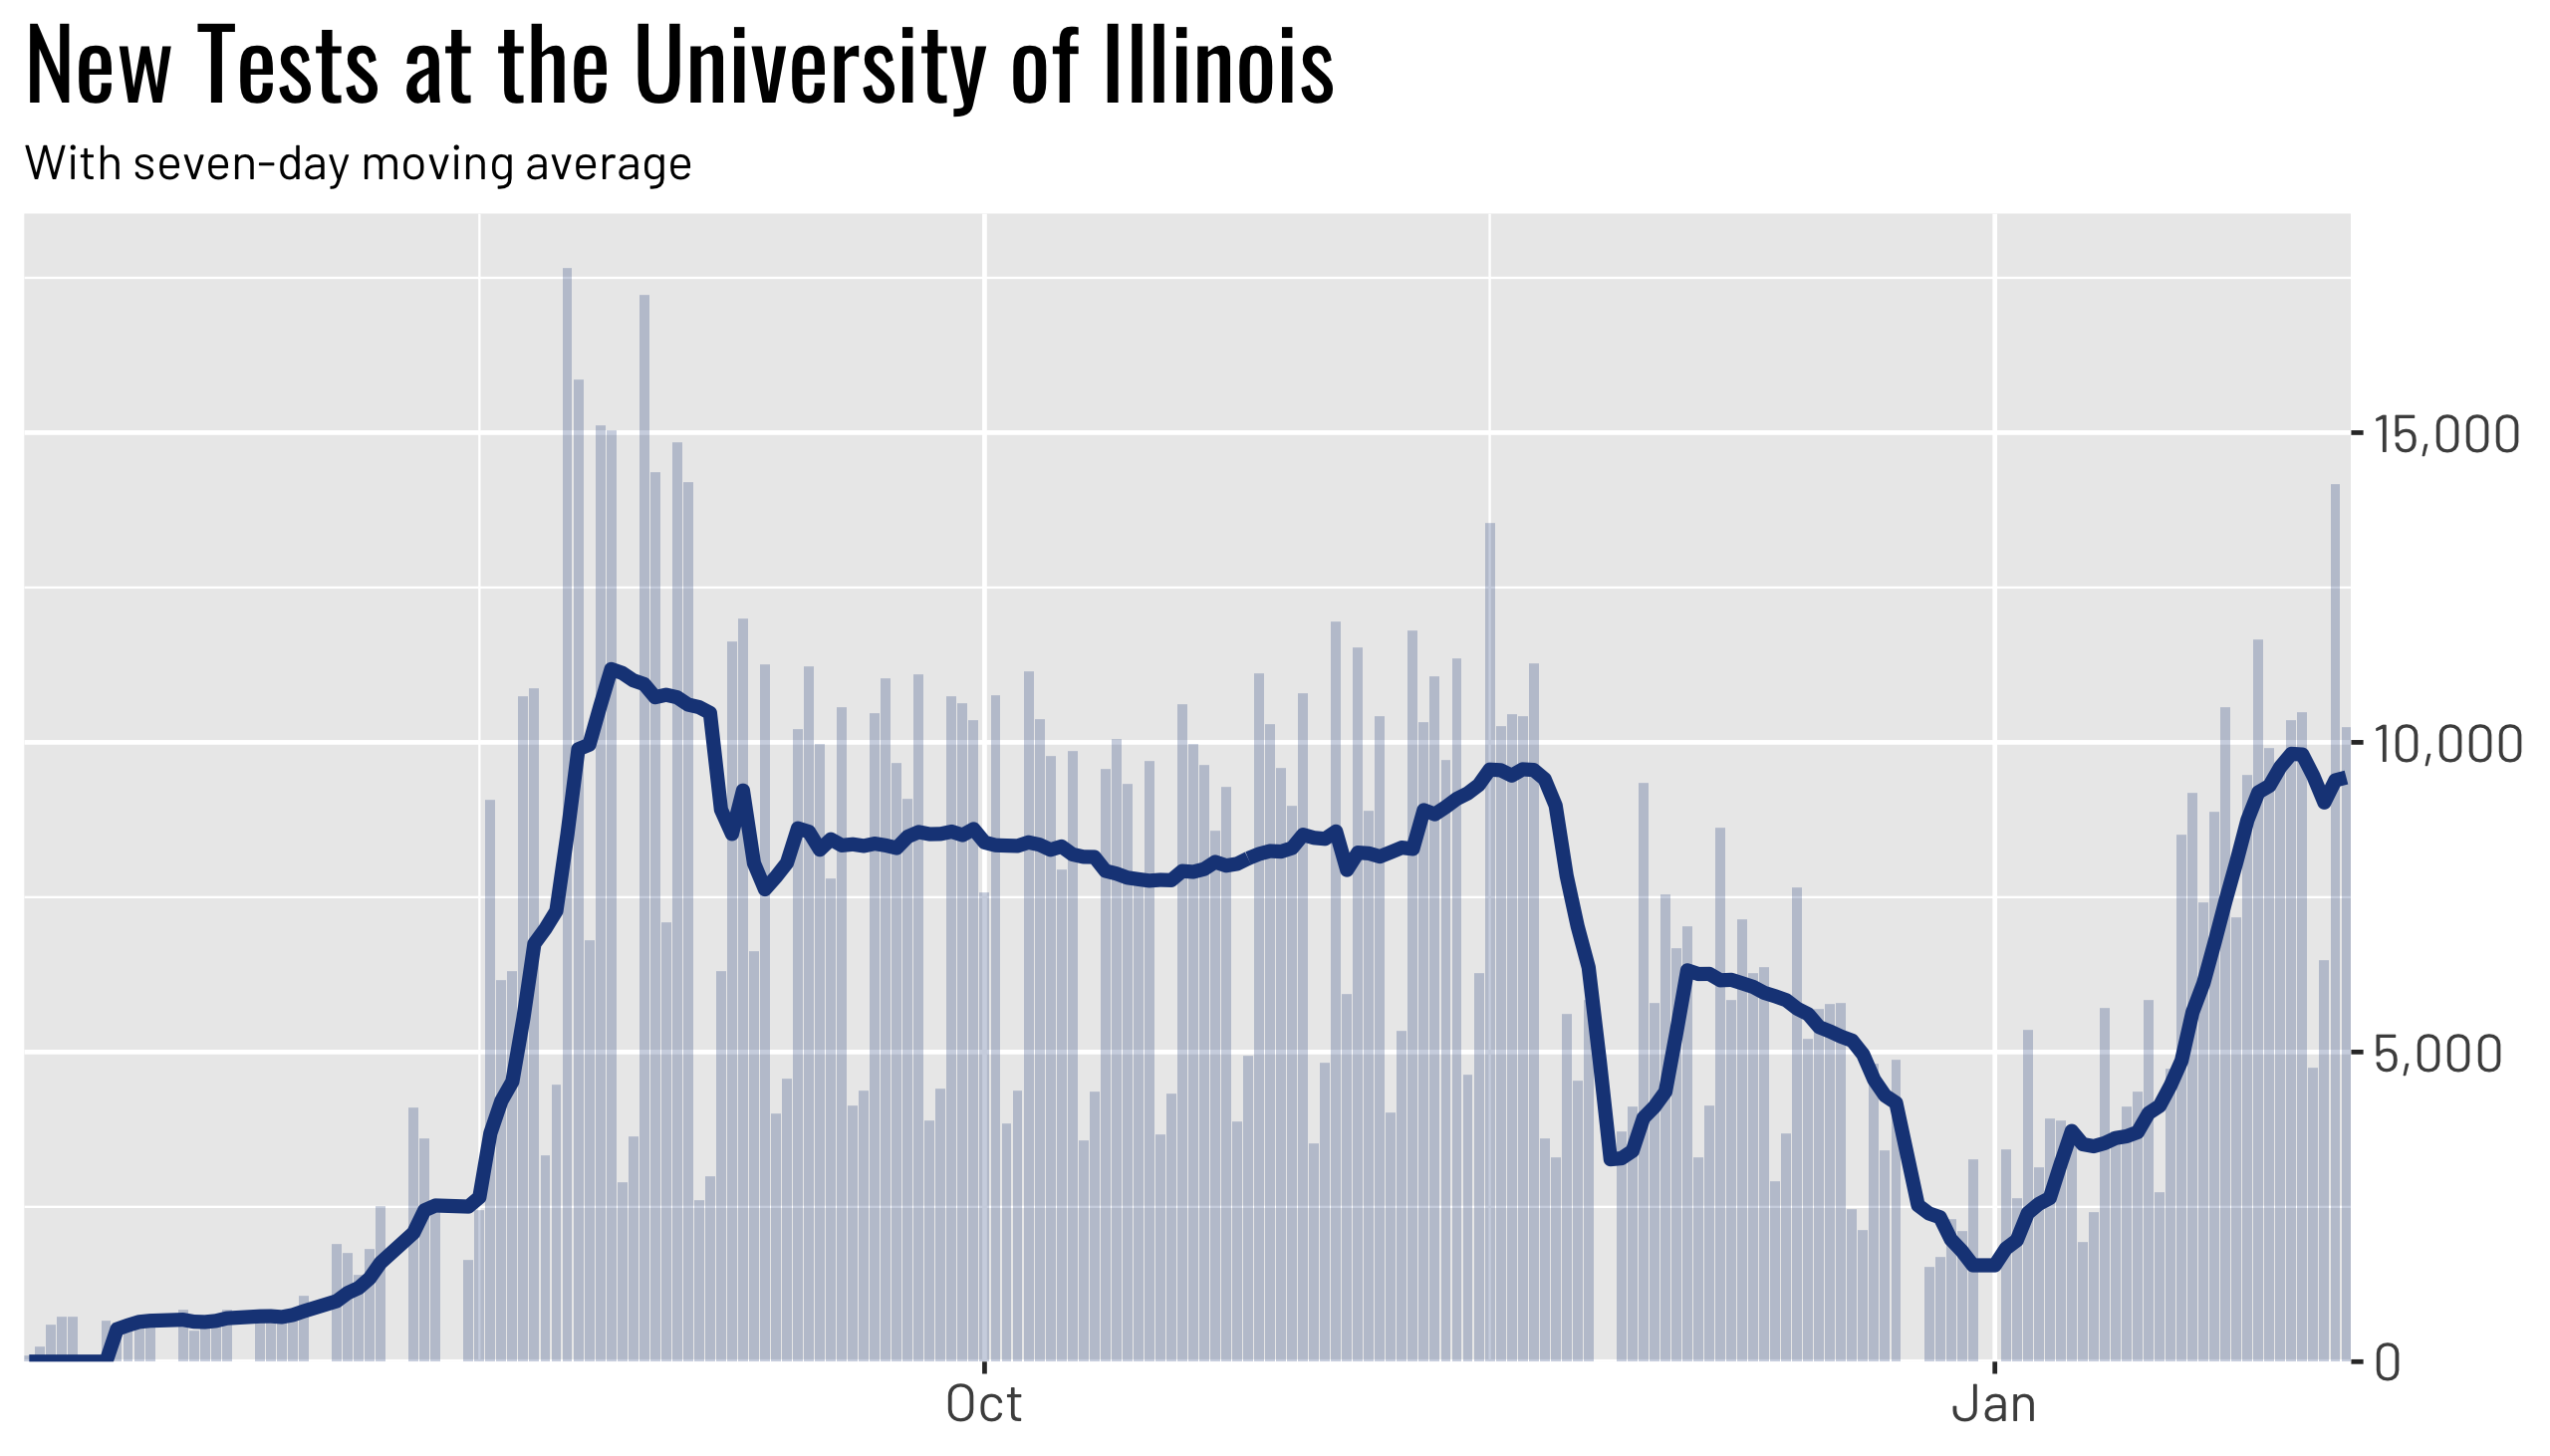 New Tests at the University of Illinois
With seven-day moving average
15,000
10,000
5,000
0
Oct
Jan